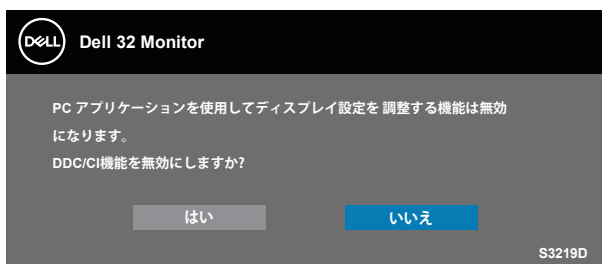 DELL Dell 32 Monitor
PC アプリケーションを使用してディスプレイ設定を 調整する機能は無効
になります。
DDC/CI機能を無効にしますか?
はい いいえ
S3219D